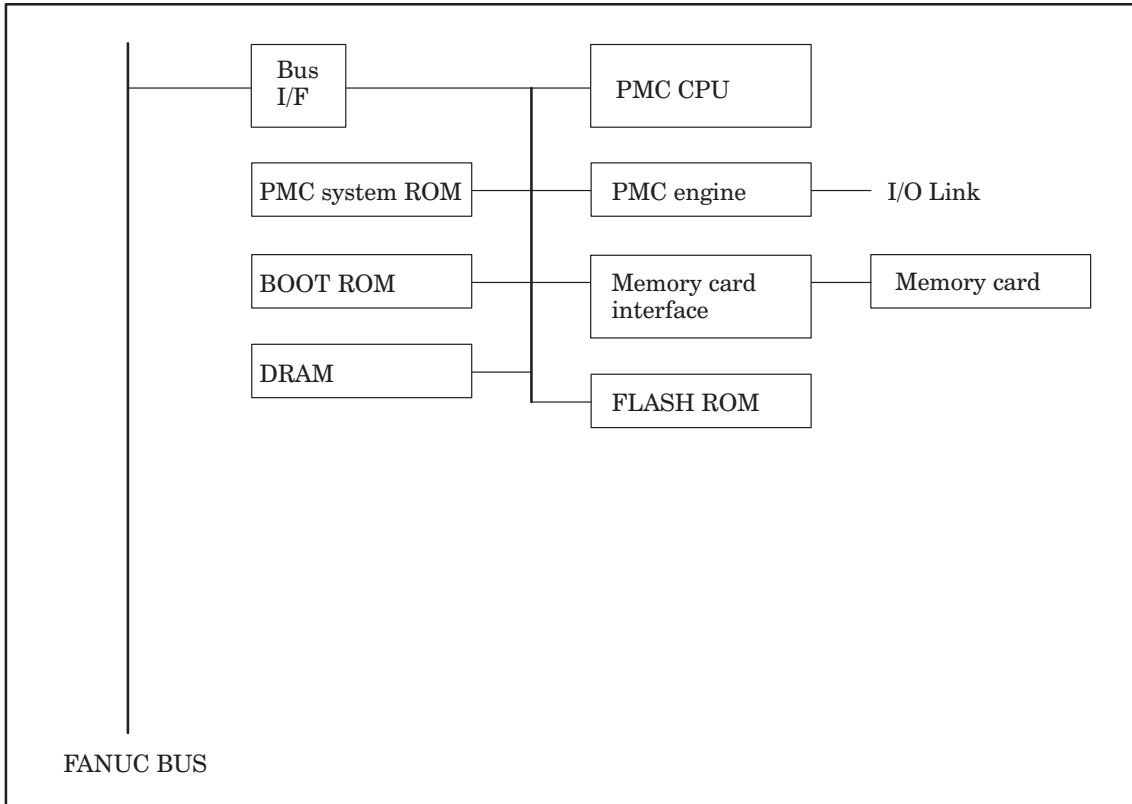 Bus
I/F
PMC CPU
PMC system ROM
PMC engine
I/O Link
BOOT ROM
Memory card
interface
Memory card
DRAM
FLASH ROM
FANUC BUS